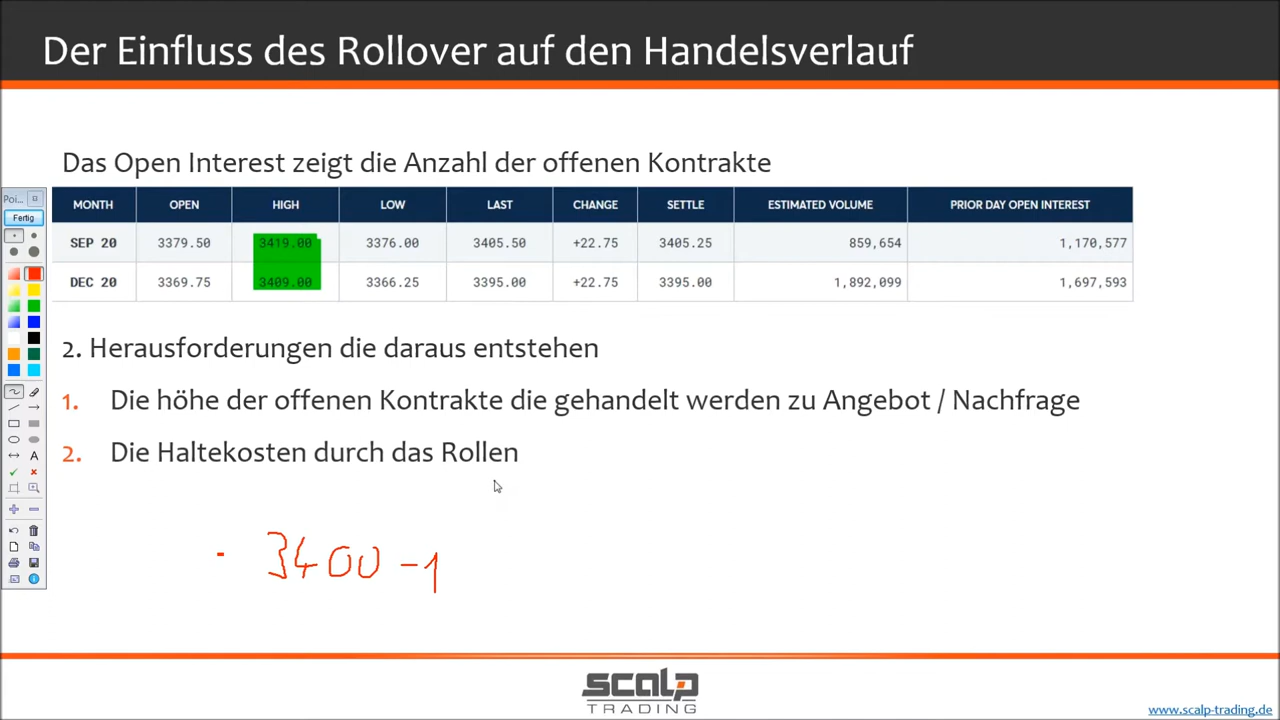 Der Einfluss des Rollover auf den Handelsverlauf
Das Open Interest zeigt die Anzahl der offenen Kontrakte
Poi...
Fertig
MONTH OPEN HIGH LOW LAST CHANGE SETTLE ESTIMATED VOLUME PRIOR DAY OPEN INTEREST
SEP 20 3379.50 3419.00 3376.00 3405.50 +22.75 3405.25 859,654 1,170,577
DEC 20 3369.75 3409.00 3366.25 3395.00 +22.75 3395.00 1,892,099 1,697,593
2. Herausforderungen die daraus entstehen
1. Die höhe der offenen Kontrakte die gehandelt werden zu Angebot / Nachfrage
2. Die Haltekosten durch das Rollen
- 3400 -1
SCALP
TRADING
www.scalp-trading.de